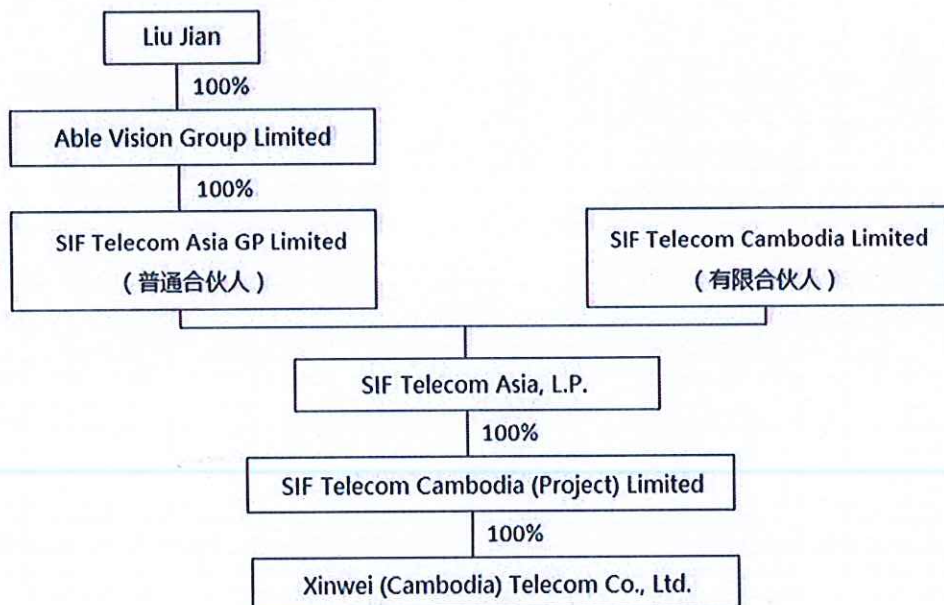 Liu Jian
100%
Able Vision Group Limited
100%
SIF Telecom Asia GP Limited
（普通合伙人）
SIF Telecom Cambodia Limited
（有限合伙人）
SIF Telecom Asia, L.P.
100%
SIF Telecom Cambodia (Project) Limited
100%
Xinwei (Cambodia) Telecom Co., Ltd.